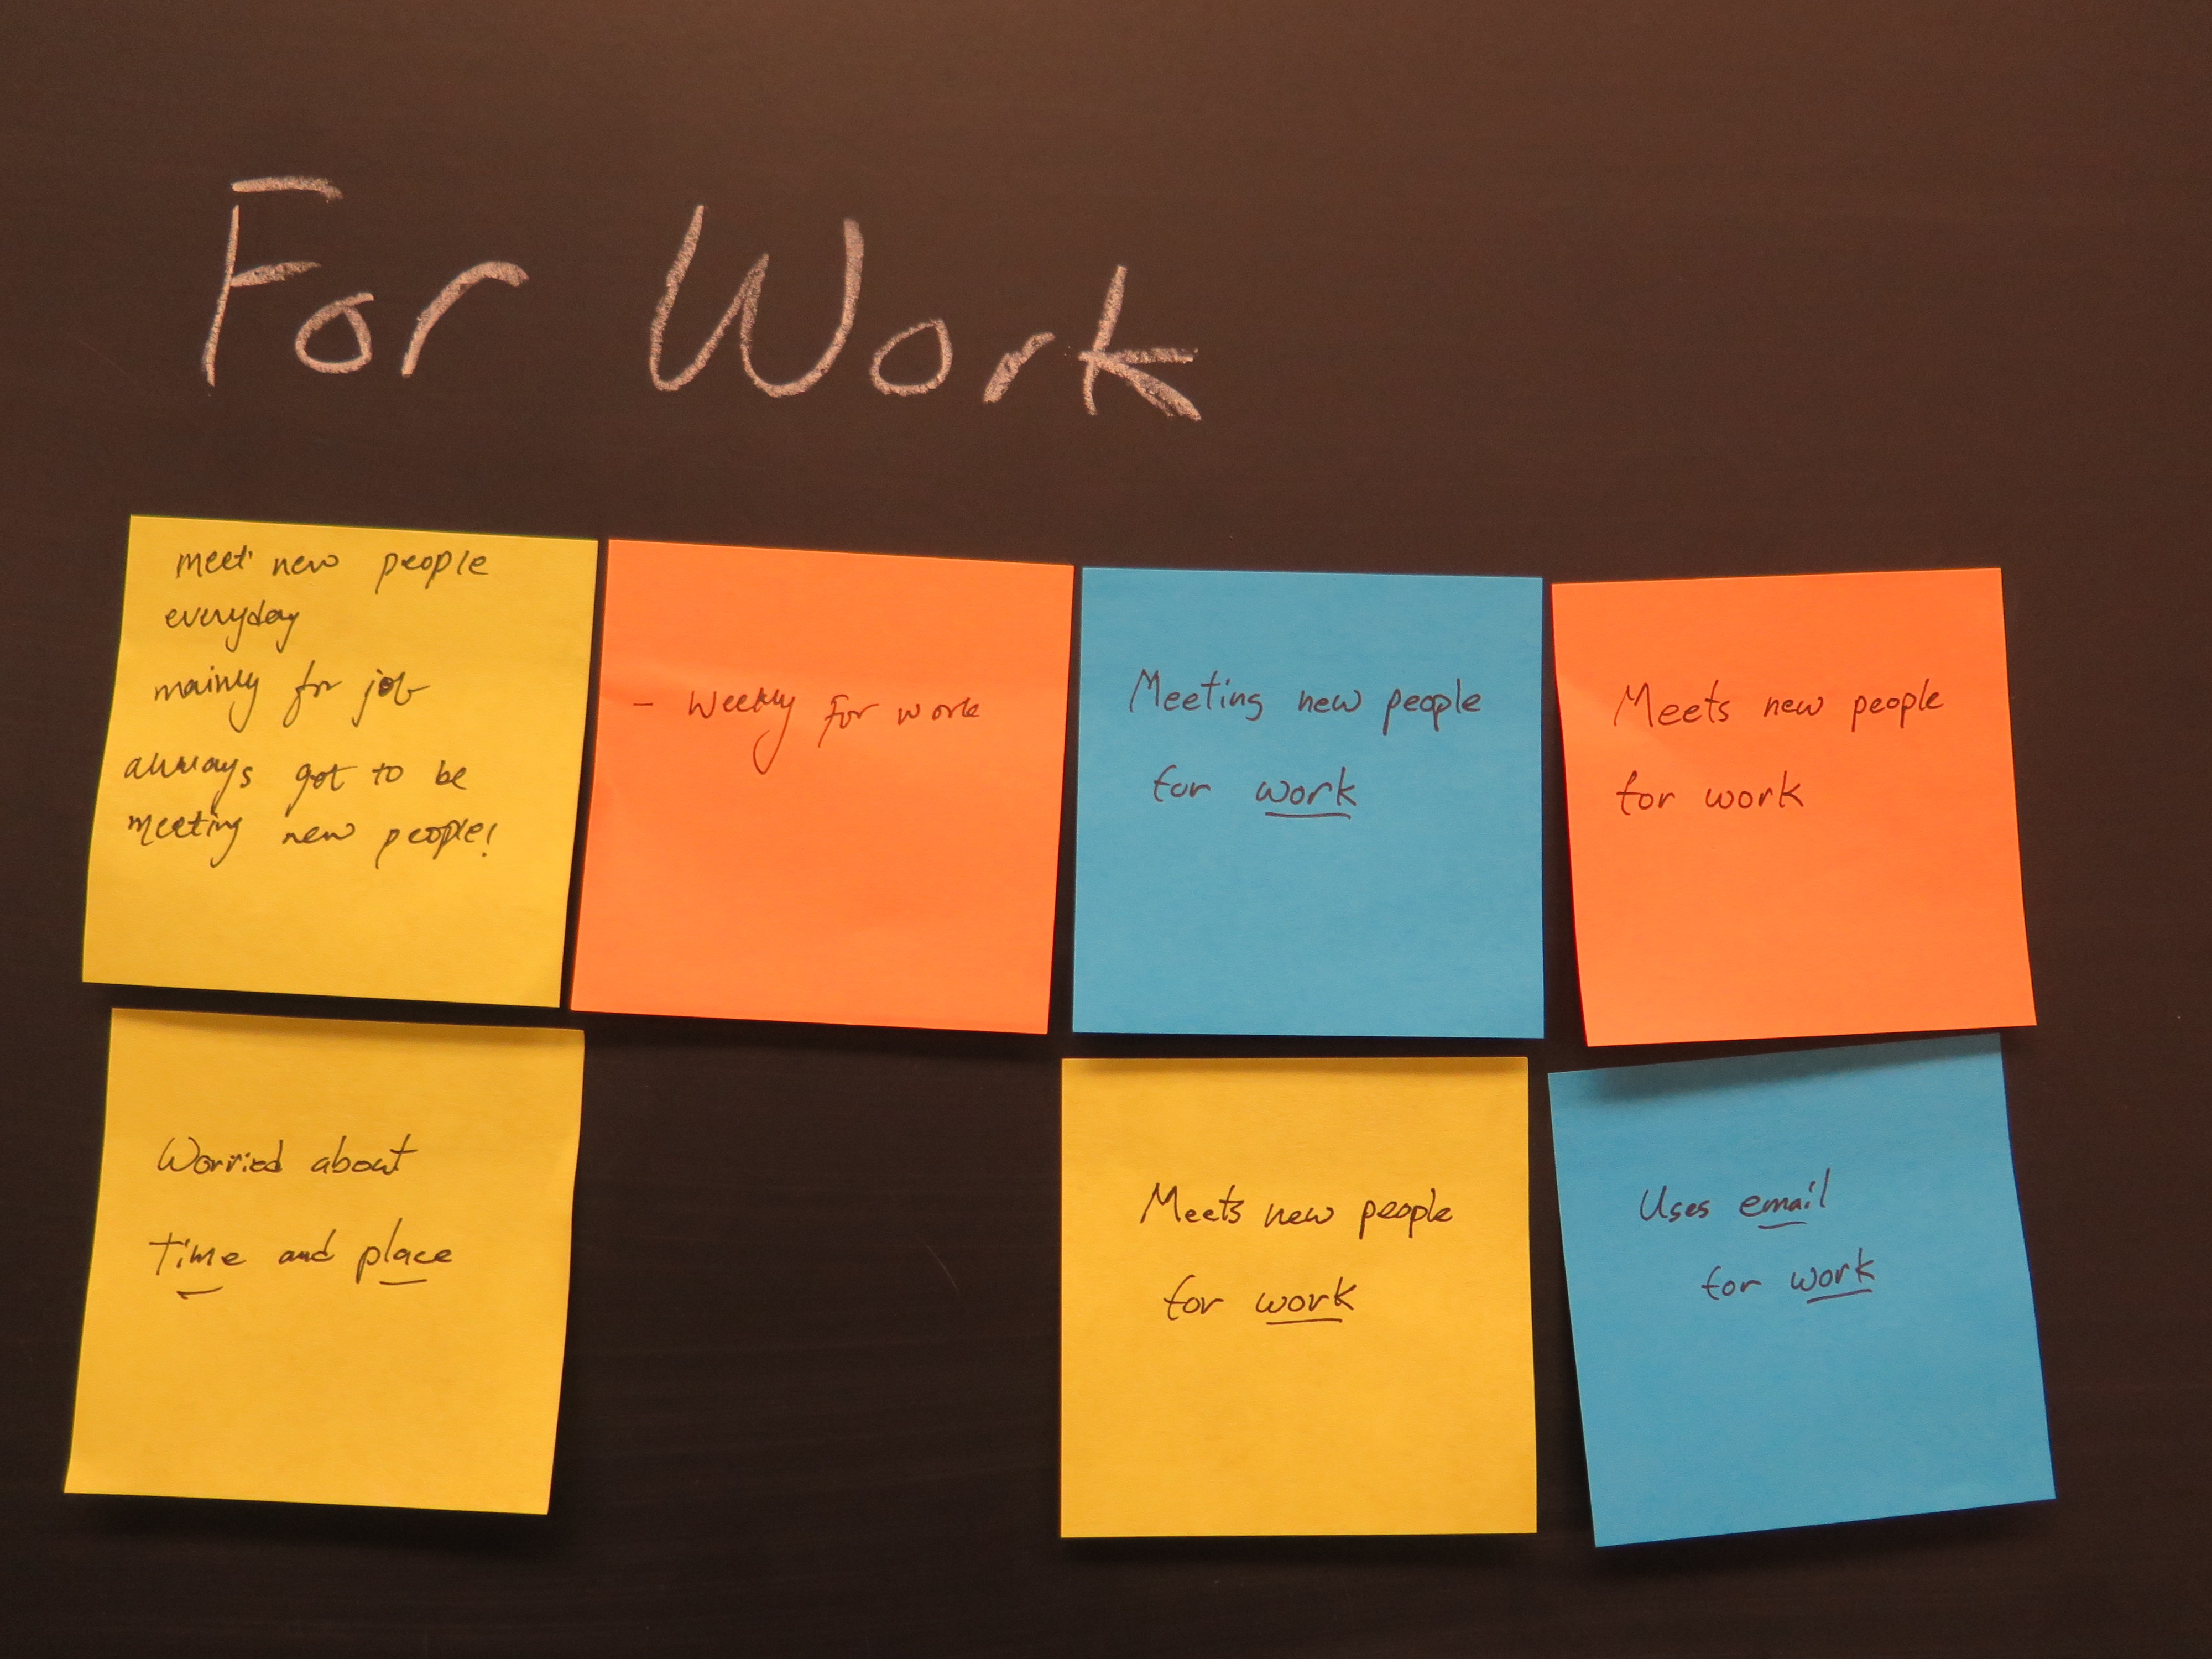 For Work
meet new people
everyday
mainly for job
always got to be
meeting new people!
- Weekly for work
Meeting new people
for work
Meets new people
for work
Worried about
time and place
Meets new people
for work
Uses email
for work